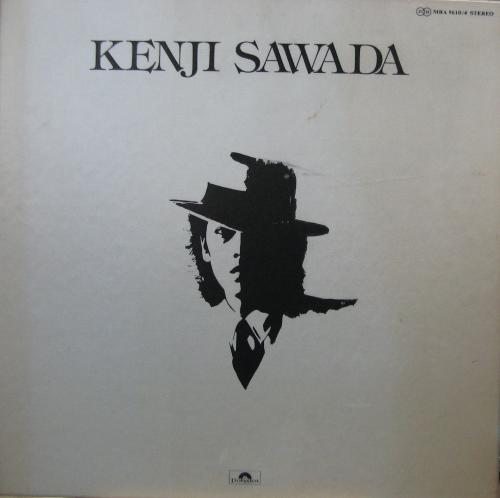 MRA 9610/4 STEREO
KENJI SAWADA
Polydor